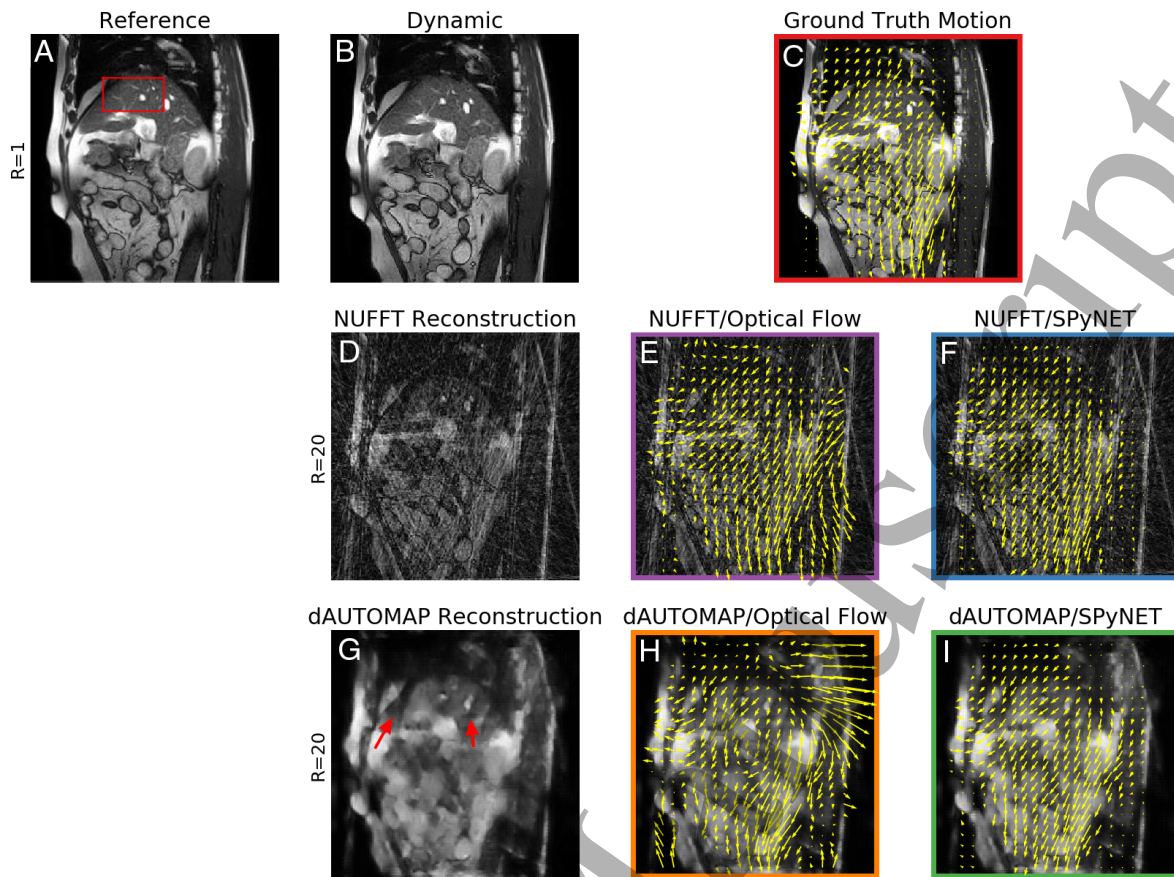 Reference
Dynamic
Ground Truth Motion
A
B
C
R=1
NUFFT Reconstruction
NUFFT/Optical Flow
NUFFT/SPyNET
D
E
F
R=20
dAUTOMAP Reconstruction
dAUTOMAP/Optical Flow
dAUTOMAP/SPyNET
G
H
I
R=20